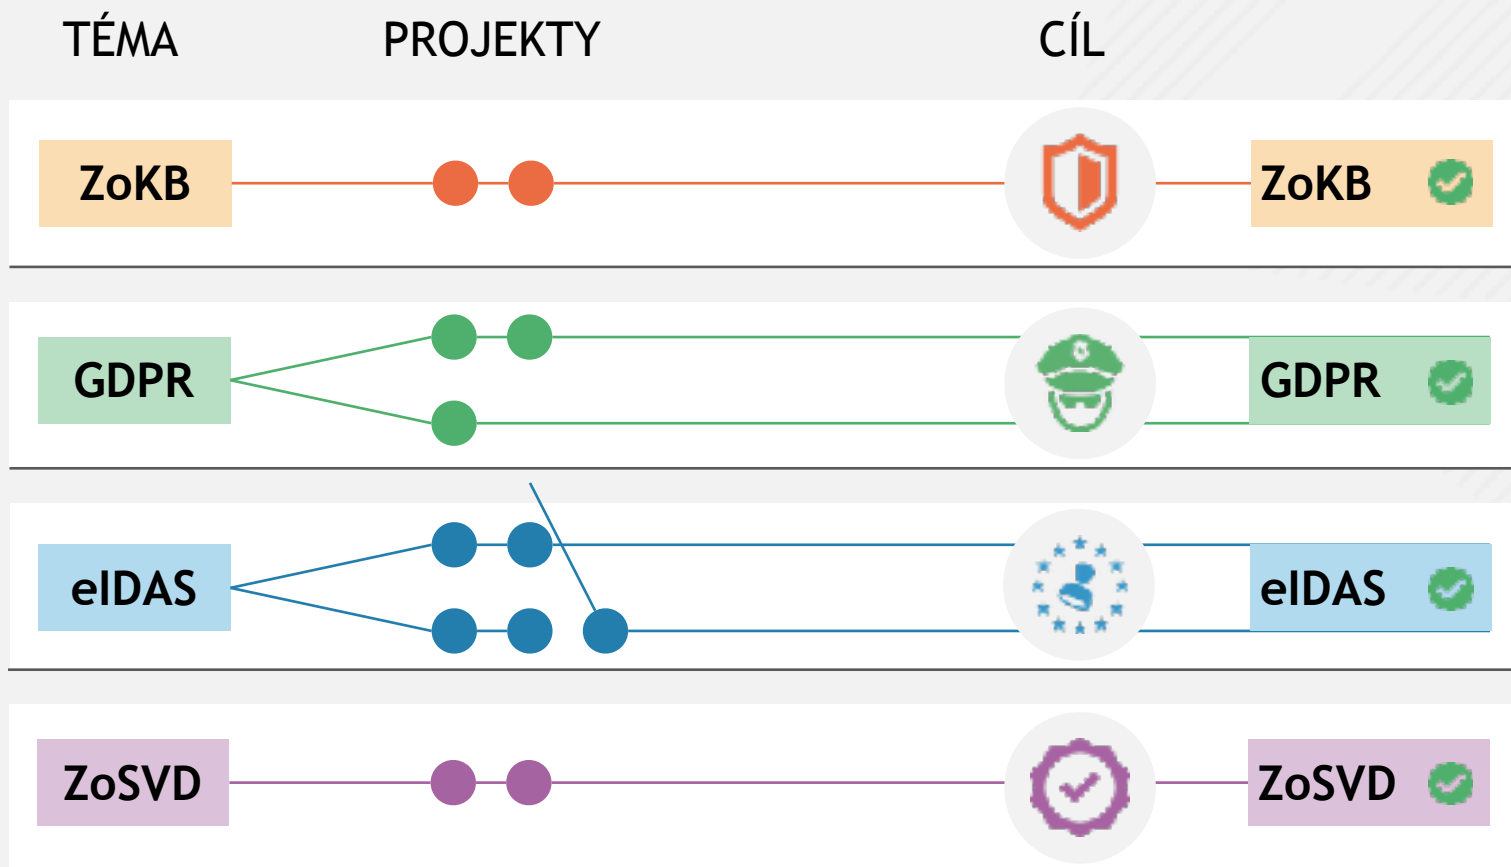 TÉMA PROJEKTY CÍL
ZoKB ZoKB
GDPR GDPR
eIDAS eIDAS
ZoSVD ZoSVD